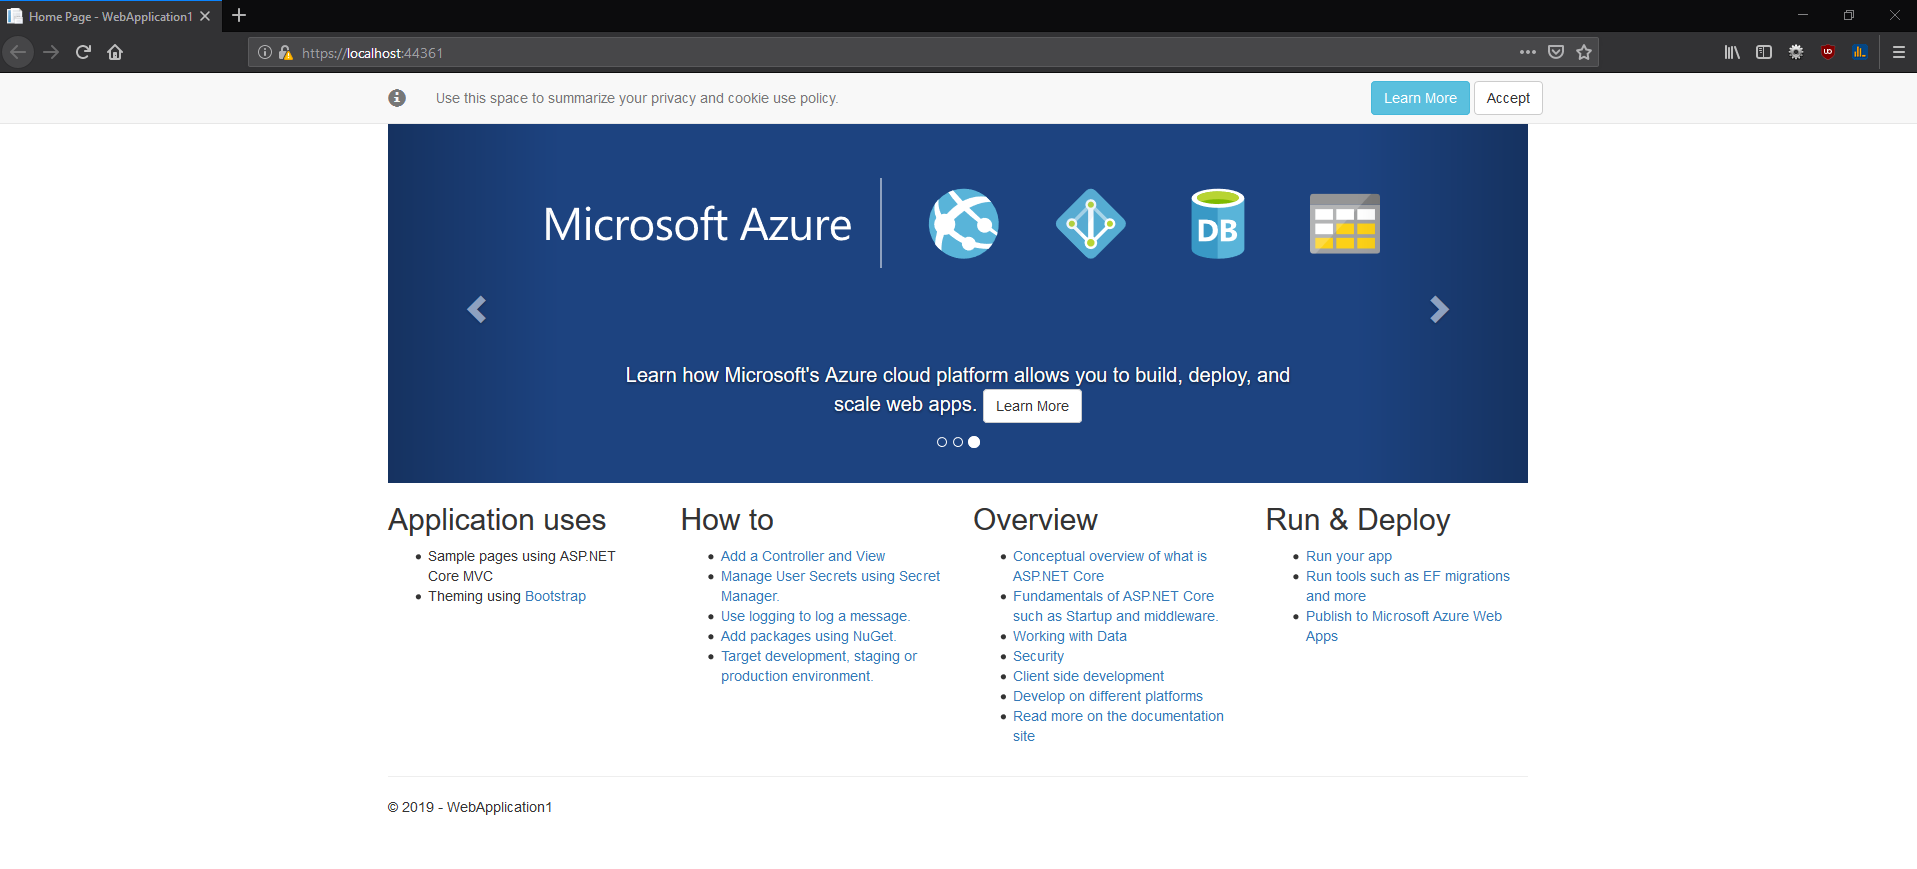 Home Page - WebApplication1
https://localhost:44361
Use this space to summarize your privacy and cookie use policy.
Learn More
Accept
Microsoft Azure
DB
Learn how Microsoft's Azure cloud platform allows you to build, deploy, and
scale web apps. Learn More
Application uses
Sample pages using ASP.NET
Core MVC
Theming using Bootstrap
How to
Add a Controller and View
Manage User Secrets using Secret
Manager.
Use logging to log a message.
Add packages using NuGet.
Target development, staging or
production environment.
Overview
Conceptual overview of what is
ASP.NET Core
Fundamentals of ASP.NET Core
such as Startup and middleware.
Working with Data
Security
Client side development
Develop on different platforms
Read more on the documentation
site
Run & Deploy
Run your app
Run tools such as EF migrations
and more
Publish to Microsoft Azure Web
Apps
© 2019 - WebApplication1